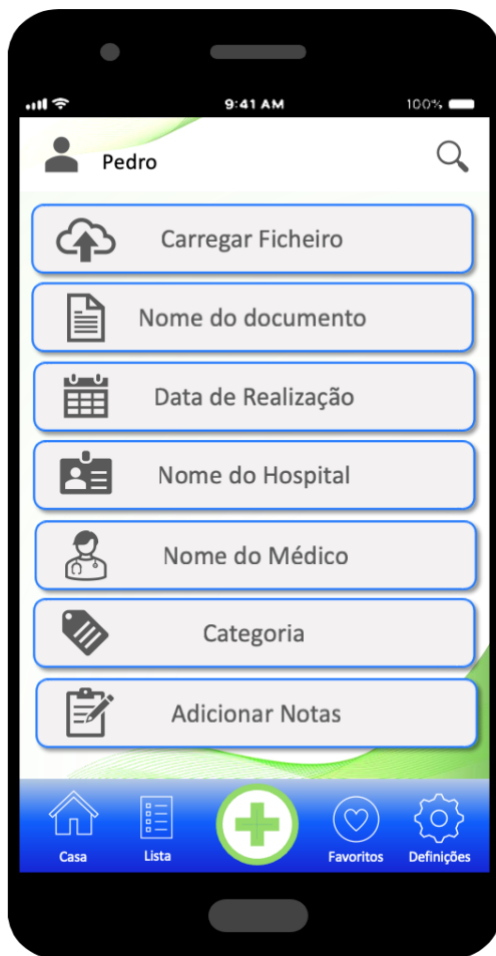 9:41 AM
100%
Pedro
Carregar Ficheiro
Nome do documento
Data de Realização
Nome do Hospital
Nome do Médico
Categoria
Adicionar Notas
Casa
Lista
Favoritos
Definições